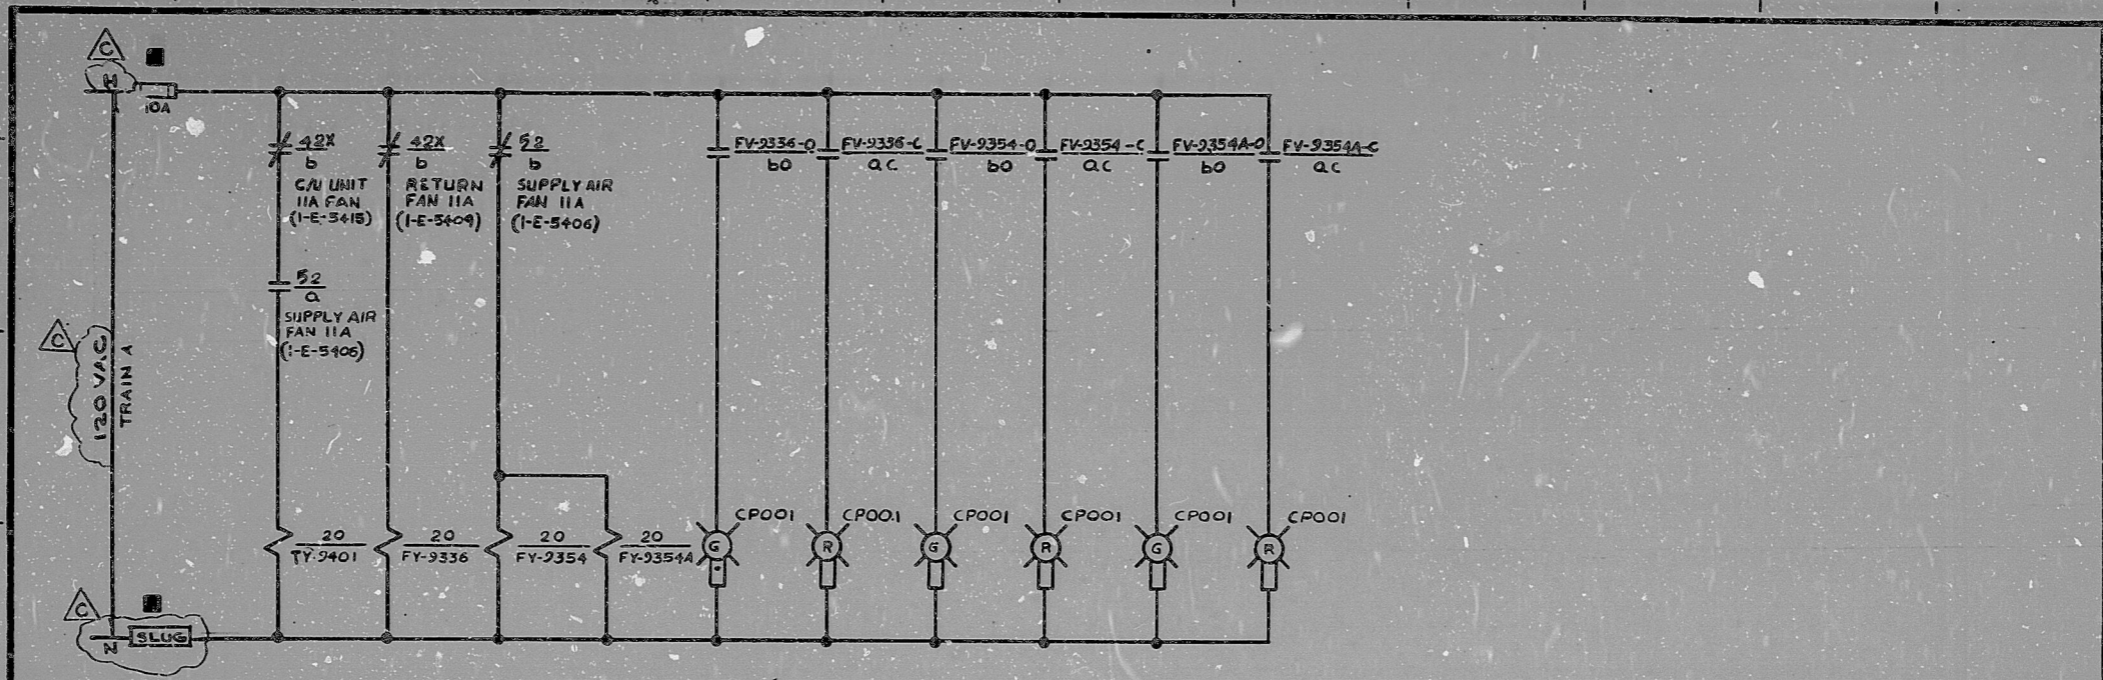 C
H
10A
42X
b
C/U UNIT
11A FAN
(1-E-5415)
42X
b
RETURN
FAN 11A
(1-E-5409)
52
b
SUPPLY AIR
FAN 11A
(1-E-5406)
FV-9336-O
bo
FV-9336-C
ac
FV-9354-O
bo
FV-9354-C
ac
FV-9354A-O
bo
FV-9354A-C
ac
52
a
SUPPLY AIR
FAN 11A
(1-E-5406)
C
120 VAC
TRAIN A
20
TY-9401
20
FY-9336
20
FY-9354
20
FY-9354A
CP001
G
CP001
R
CP001
G
CP001
R
CP001
G
CP001
R
C
N
SLUG